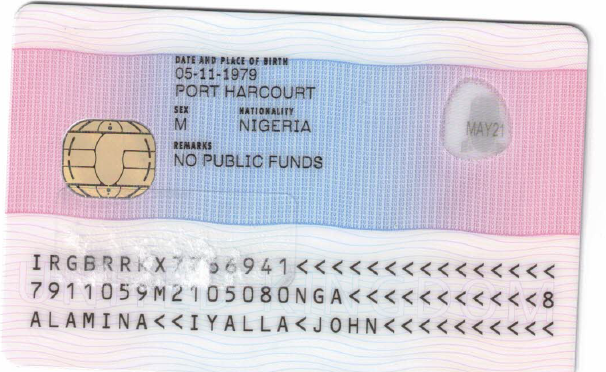 DATE AND PLACE OF BIRTH
05-11-1979
PORT HARCOURT
SEX NATIONALITY
M NIGERIA
MAY21
REMARKS
NO PUBLIC FUNDS
7911059M2105080NGA<<<<<<<<<<<8
ALAMINA<<IYALLA<JOHN<<<<<<<<<<